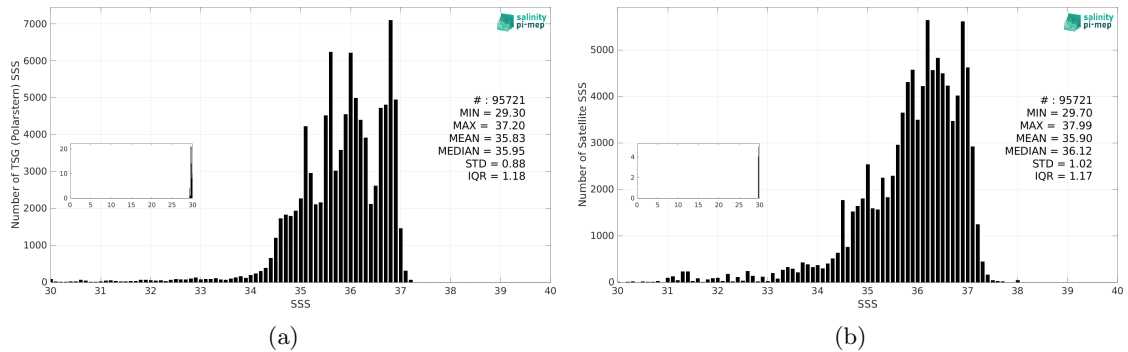 salinity
pi-mep
Number of TSG (Polarstern) SSS
7000
6000
5000
4000
3000
2000
1000
0
# : 95721
MIN = 29.30
MAX = 37.20
MEAN = 35.83
MEDIAN = 35.95
STD = 0.88
IQR = 1.18
20
10
0
0 5 10 15 20 25 30
30 31 32 33 34 35 36 37 38 39 40
SSS
(a)
salinity
pi-mep
Number of Satellite SSS
5000
4000
3000
2000
1000
0
# : 95721
MIN = 29.70
MAX = 37.99
MEAN = 35.90
MEDIAN = 36.12
STD = 1.02
IQR = 1.17
4
2
0
0 5 10 15 20 25 30
30 31 32 33 34 35 36 37 38 39 40
SSS
(b)